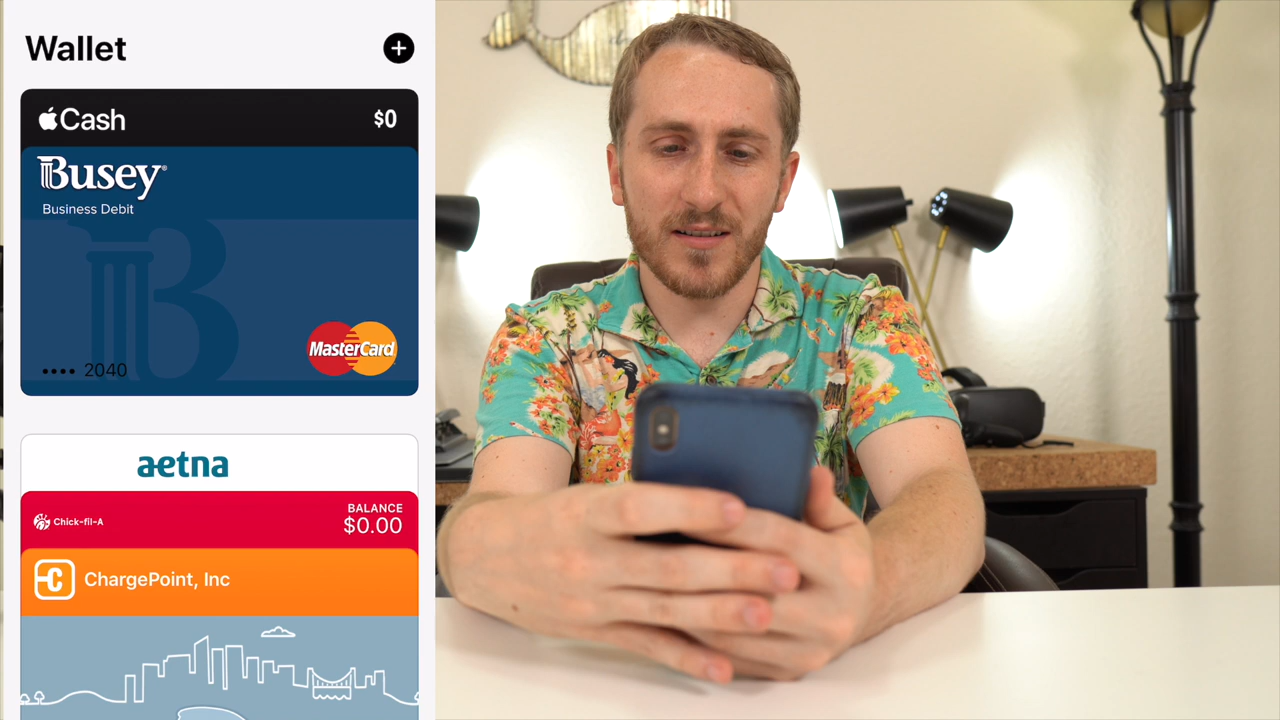 Wallet
Cash $0
Busey
Business Debit
MasterCard
•••• 2040
aetna
BALANCE
Chick-fil-A $0.00
ChargePoint, Inc